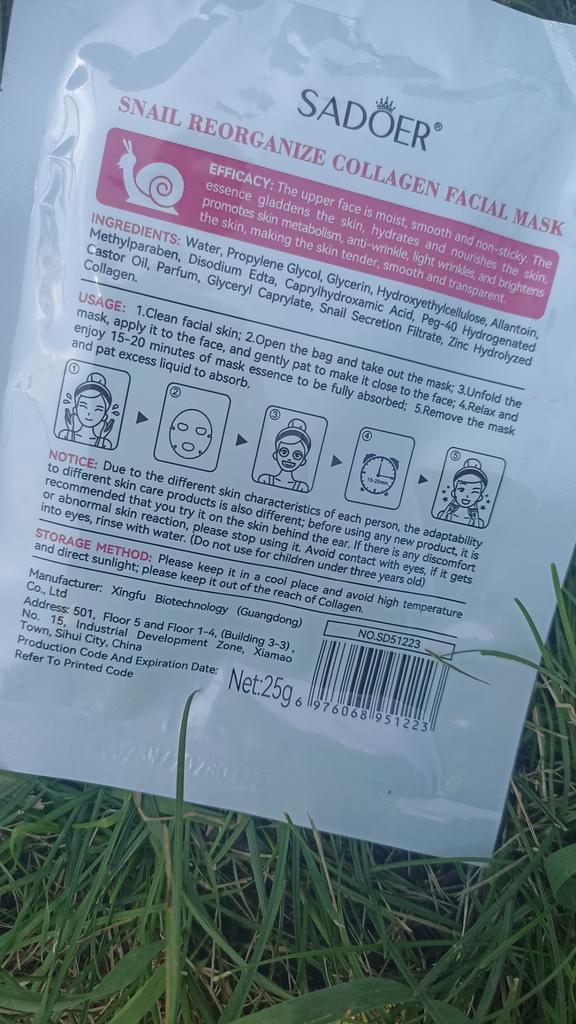 SADOER®
SNAIL REORGANIZE COLLAGEN FACIAL MASK
EFFICACY: The upper face is moist, smooth and non-sticky. The
essence gladdens the skin, hydrates and nourishes the skin,
promotes skin metabolism, anti-wrinkle, light wrinkles, and brightens
the skin, making the skin tender, smooth and transparent.
INGREDIENTS: Water, Propylene Glycol, Glycerin, Hydroxyethylcellulose, Allantoin,
Methylparaben, Disodium Edta, Caprylhydroxamic Acid, Peg-40 Hydrogenated
Castor Oil, Parfum, Glyceryl Caprylate, Snail Secretion Filtrate, Zinc Hydrolyzed
Collagen.
USAGE: 1.Clean facial skin; 2.Open the bag and take out the mask; 3.Unfold the
mask, apply it to the face, and gently pat to make it close to the face; 4.Relax and
enjoy 15-20 minutes of mask essence to be fully absorbed; 5.Remove the mask
and pat excess liquid to absorb.
① ② ③ ④ ⑤
15-20min
NOTICE: Due to the different skin characteristics of each person, the adaptability
to different skin care products is also different; before using any new product, it is
recommended that you try it on the skin behind the ear. If there is any discomfort
or abnormal skin reaction, please stop using it. Avoid contact with eyes, if it gets
into eyes, rinse with water. (Do not use for children under three years old)
STORAGE METHOD: Please keep it in a cool place and avoid high temperature
and direct sunlight; please keep it out of the reach of Collagen.
Manufacturer: Xingfu Biotechnology (Guangdong)
Co., Ltd
Address: 501, Floor 5 and Floor 1-4, (Building 3-3),
No. 15, Industrial Development Zone, Xiamao
Town, Sihui City, China
Production Code And Expiration Date:
Refer To Printed Code
Net:25g
NO.SD51223
6 976068 951223